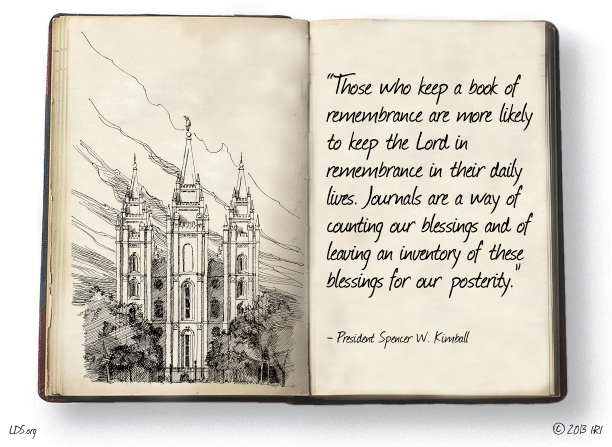 "Those who keep a book of
remembrance are more likely
to keep the Lord in
remembrance in their daily
lives. Journals are a way of
counting our blessings and of
leaving an inventory of these
blessings for our posterity."
- President Spencer W. Kimball
LDS.org
© 2013 IRI